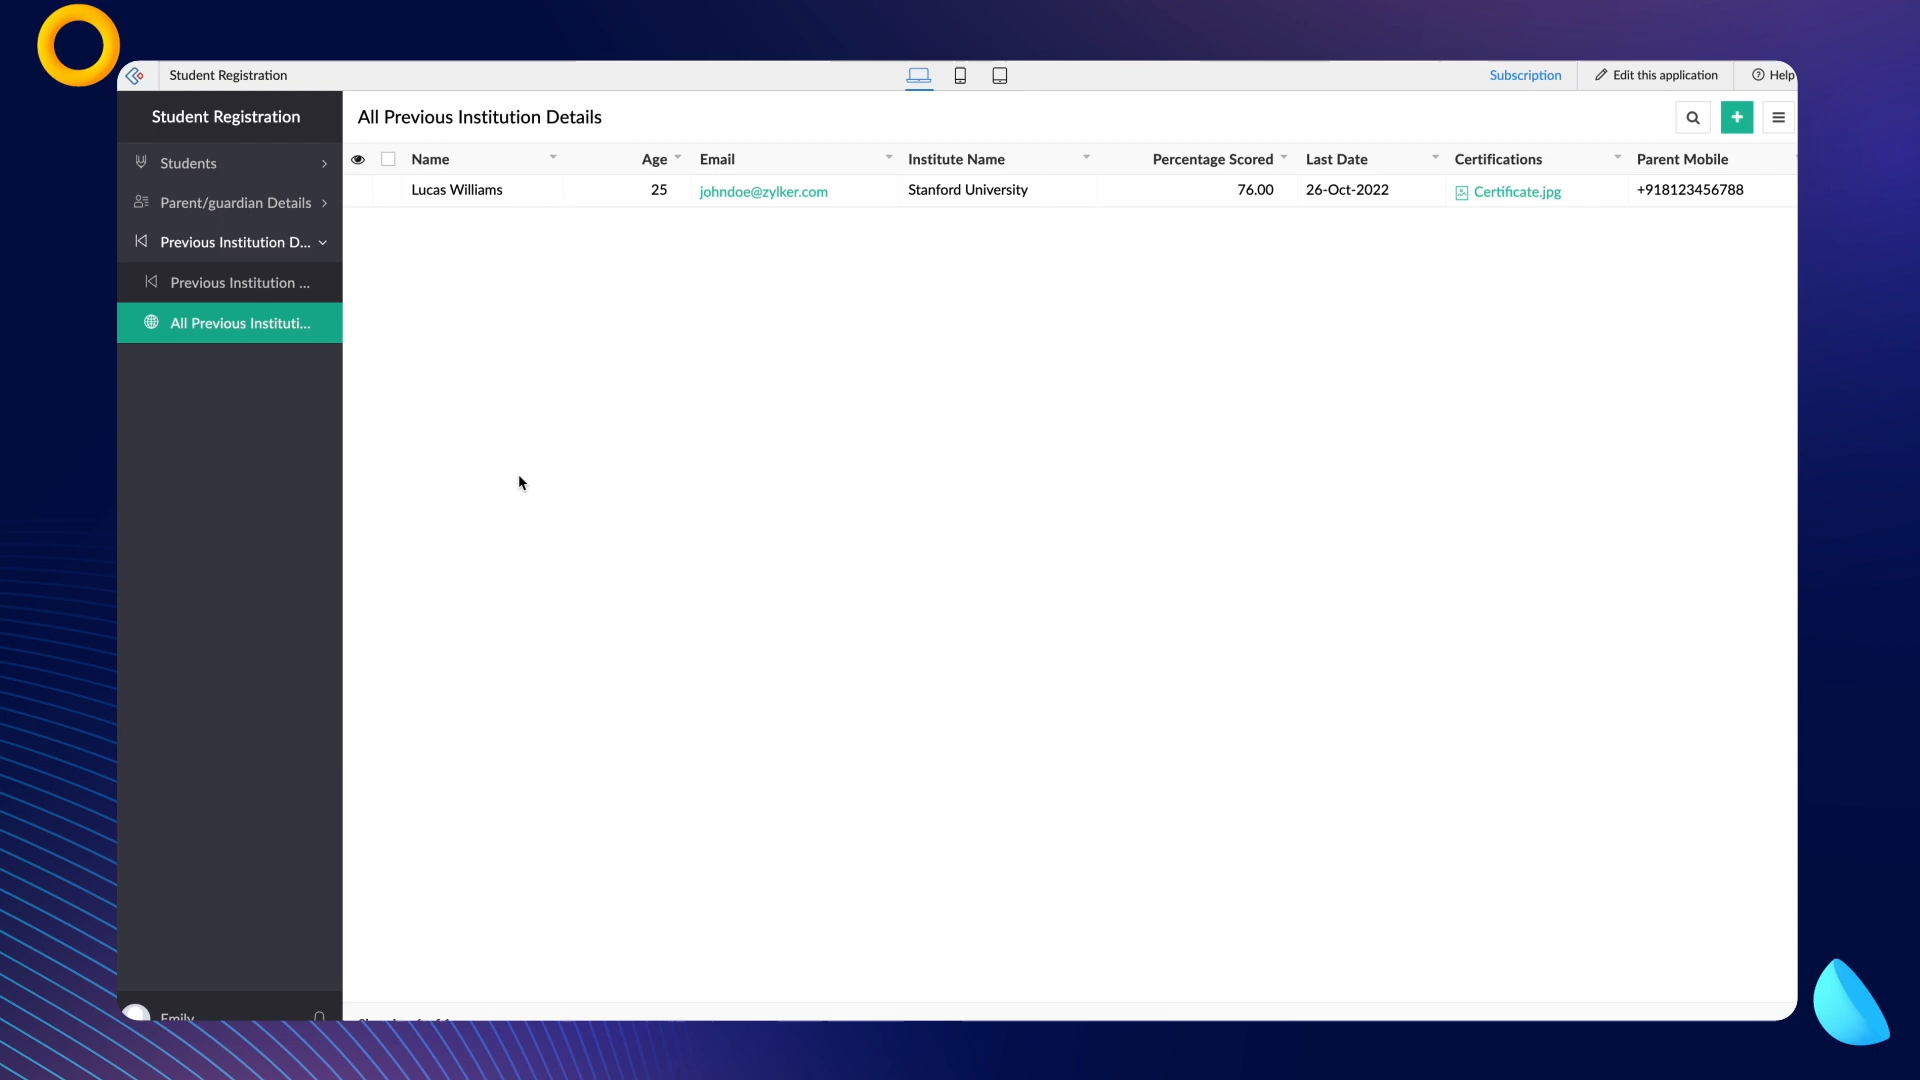 Student Registration
Subscription
Edit this application
Help
Student Registration
All Previous Institution Details
Students
Parent/guardian Details
Previous Institution D...
Previous Institution ...
All Previous Instituti...
Name Age Email Institute Name Percentage Scored Last Date Certifications Parent Mobile
Lucas Williams 25 johndoe@zylker.com Stanford University 76.00 26-Oct-2022 Certificate.jpg +918123456788
Emily